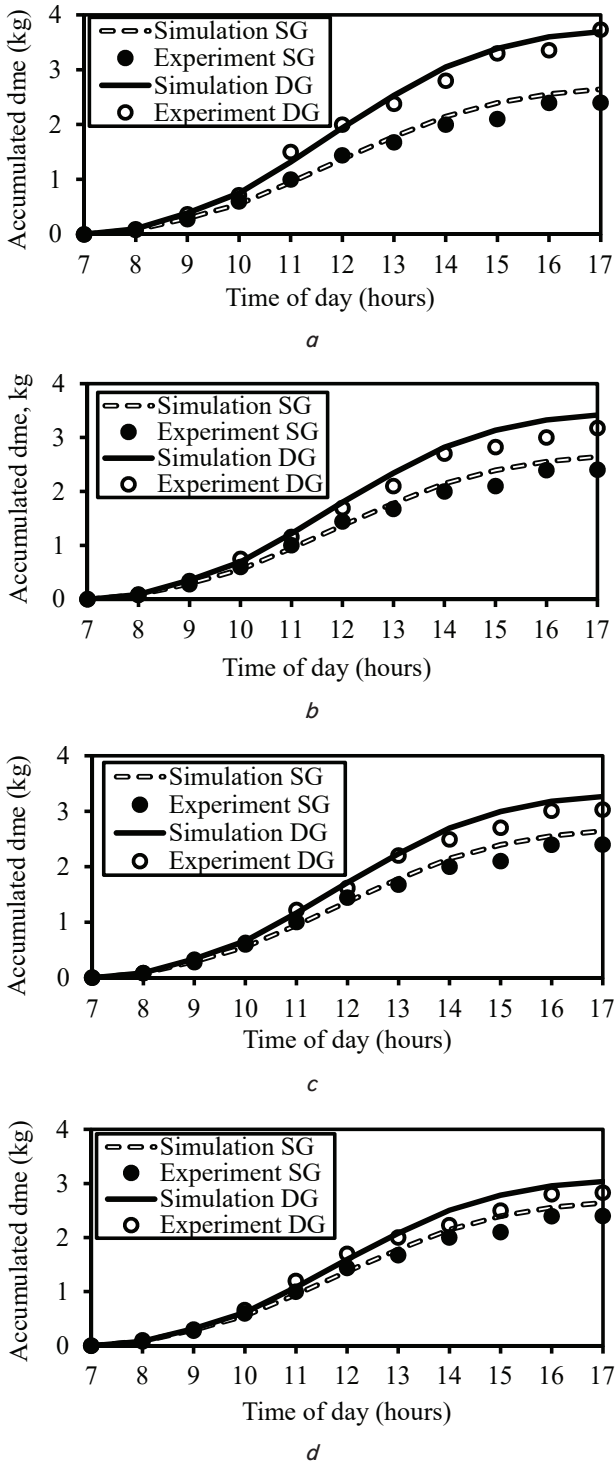 Accumulated dme (kg)
4
3
2
1
0
Simulation SG
Experiment SG
Simulation DG
Experiment DG
7 8 9 10 11 12 13 14 15 16 17
Time of day (hours)
a
Accumulated dme, kg
4
3
2
1
0
Simulation SG
Experiment SG
Simulation DG
Experiment DG
7 8 9 10 11 12 13 14 15 16 17
Time of day (hours)
b
Accumulated dme (kg)
4
3
2
1
0
Simulation SG
Experiment SG
Simulation DG
Experiment DG
7 8 9 10 11 12 13 14 15 16 17
Time of day (hours)
c
Accumulated dme (kg)
4
3
2
1
0
Simulation SG
Experiment SG
Simulation DG
Experiment DG
7 8 9 10 11 12 13 14 15 16 17
Time of day (hours)
d